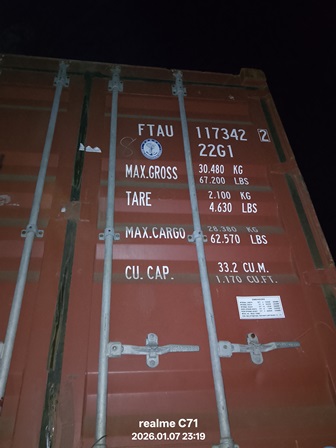 FTAU 117342 2
22G1
MAX.GROSS 30.480 KG
67.200 LBS
TARE 2.100 KG
4.630 LBS
MAX.CARGO 28.380 KG
62.570 LBS
CU. CAP. 33.2 CU.M.
1.170 CU.FT.
realme C71
2026.01.07 23:19